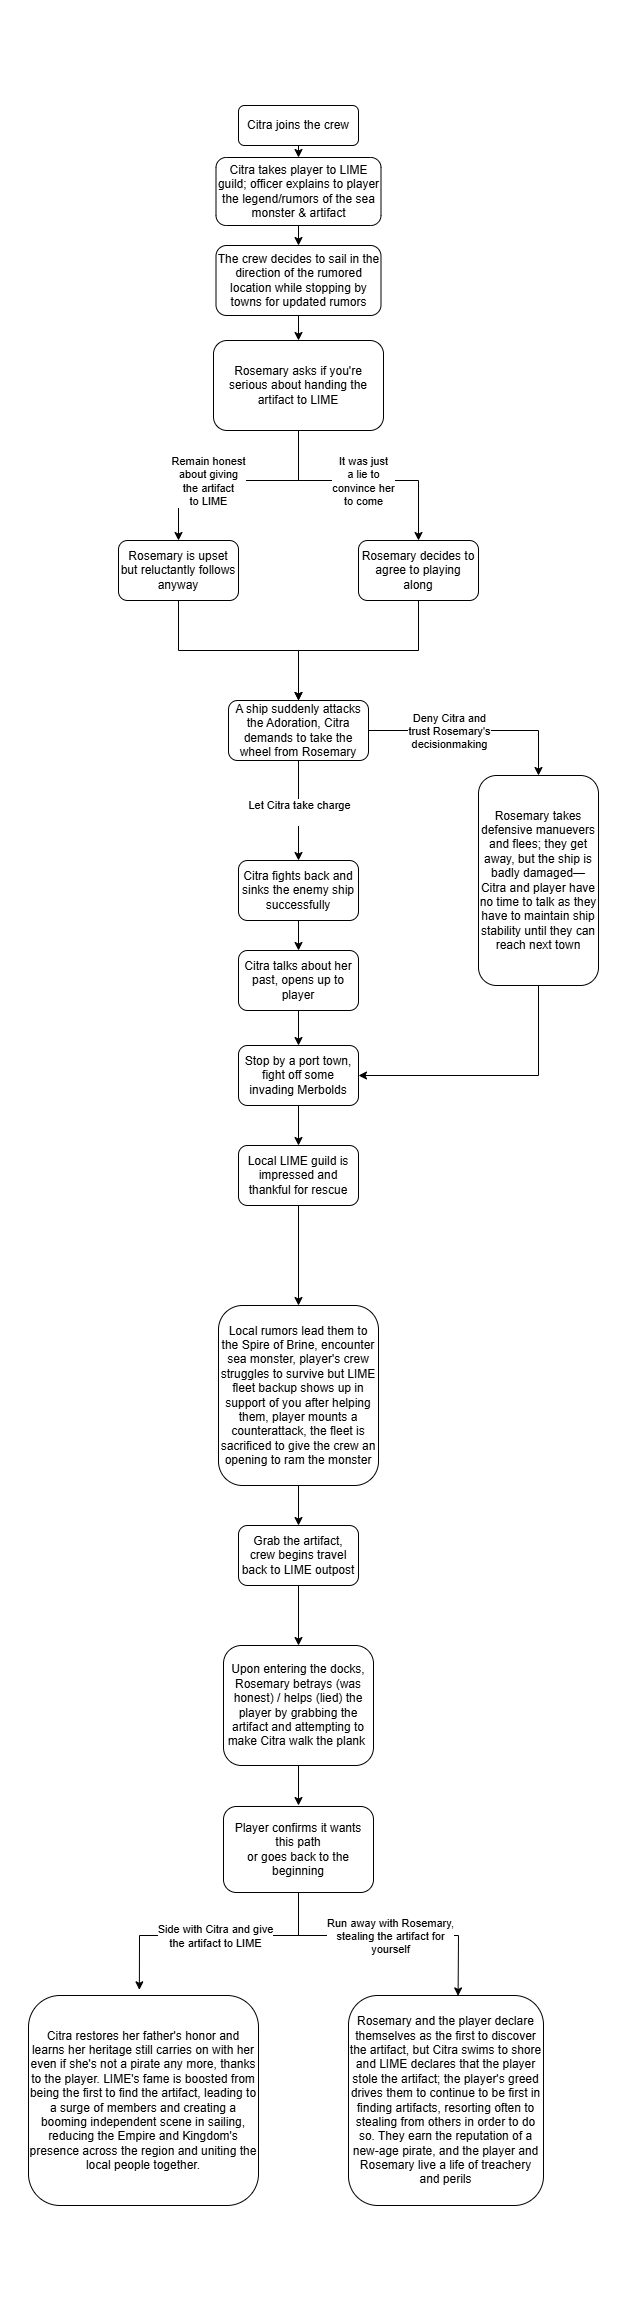 Citra joins the crew
Citra takes player to LIME
guild; officer explains to player
the legend/rumors of the sea
monster & artifact
The crew decides to sail in the
direction of the rumored
location while stopping by
towns for updated rumors
Rosemary asks if you're
serious about handing the
artifact to LIME
Remain honest
about giving
the artifact
to LIME
It was just
a lie to
convince her
to come
Rosemary is upset
but reluctantly follows
anyway
Rosemary decides to
agree to playing
along
A ship suddenly attacks
the Adoration, Citra
demands to take the
wheel from Rosemary
Deny Citra and
trust Rosemary's
decisionmaking
Let Citra take charge
Rosemary takes
defensive manuevers
and flees; they get
away, but the ship is
badly damaged—
Citra and player have
no time to talk as they
have to maintain ship
stability until they can
reach next town
Citra fights back and
sinks the enemy ship
successfully
Citra talks about her
past, opens up to
player
Stop by a port town,
fight off some
invading Merbolds
Local LIME guild is
impressed and
thankful for rescue
Local rumors lead them to
the Spire of Brine, encounter
sea monster, player's crew
struggles to survive but LIME
fleet backup shows up in
support of you after helping
them, player mounts a
counterattack, the fleet is
sacrificed to give the crew an
opening to ram the monster
Grab the artifact,
crew begins travel
back to LIME outpost
Upon entering the docks,
Rosemary betrays (was
honest) / helps (lied) the
player by grabbing the
artifact and attempting to
make Citra walk the plank
Player confirms it wants
this path
or goes back to the
beginning
Side with Citra and give
the artifact to LIME
Run away with Rosemary,
stealing the artifact for
yourself
Citra restores her father's honor and
learns her heritage still carries on with her
even if she's not a pirate any more, thanks
to the player. LIME's fame is boosted from
being the first to find the artifact, leading to
a surge of members and creating a
booming independent scene in sailing,
reducing the Empire and Kingdom's
presence across the region and uniting the
local people together.
Rosemary and the player declare
themselves as the first to discover
the artifact, but Citra swims to shore
and LIME declares that the player
stole the artifact; the player's greed
drives them to continue to be first in
finding artifacts, resorting often to
stealing from others in order to do
so. They earn the reputation of a
new-age pirate, and the player and
Rosemary live a life of treachery
and perils